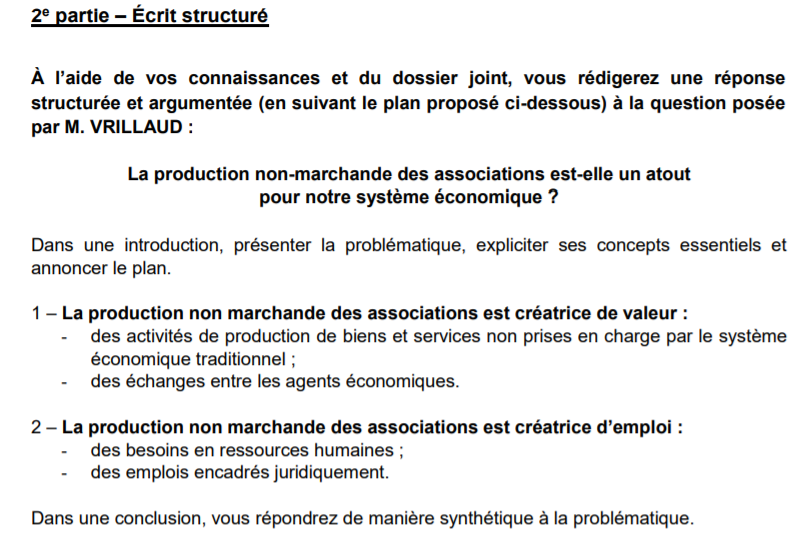 2e partie – Écrit structuré
À l’aide de vos connaissances et du dossier joint, vous rédigerez une réponse
structurée et argumentée (en suivant le plan proposé ci-dessous) à la question posée
par M. VRILLAUD :
La production non-marchande des associations est-elle un atout
pour notre système économique ?
Dans une introduction, présenter la problématique, expliciter ses concepts essentiels et
annoncer le plan.
1 – La production non marchande des associations est créatrice de valeur :
- des activités de production de biens et services non prises en charge par le système
économique traditionnel ;
- des échanges entre les agents économiques.
2 – La production non marchande des associations est créatrice d’emploi :
- des besoins en ressources humaines ;
- des emplois encadrés juridiquement.
Dans une conclusion, vous répondrez de manière synthétique à la problématique.